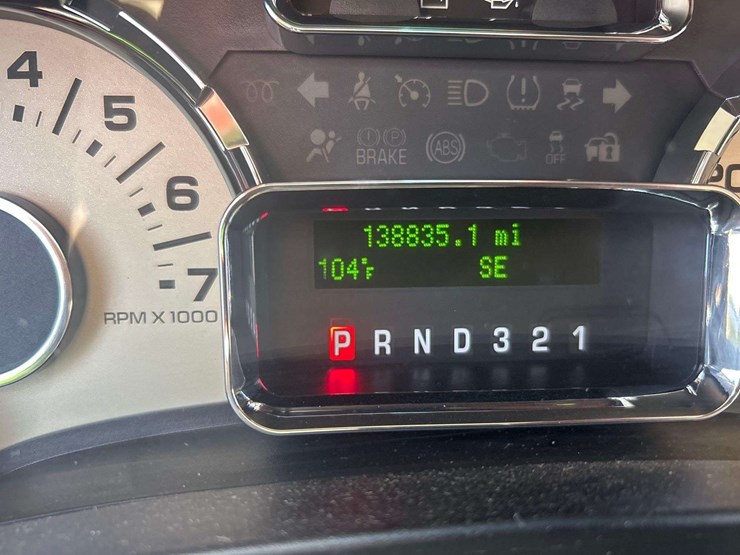 4
5
6
7
RPM X 1000
BRAKE
ABS
OFF
138835.1 mi
104°F
SE
P R N D 3 2 1